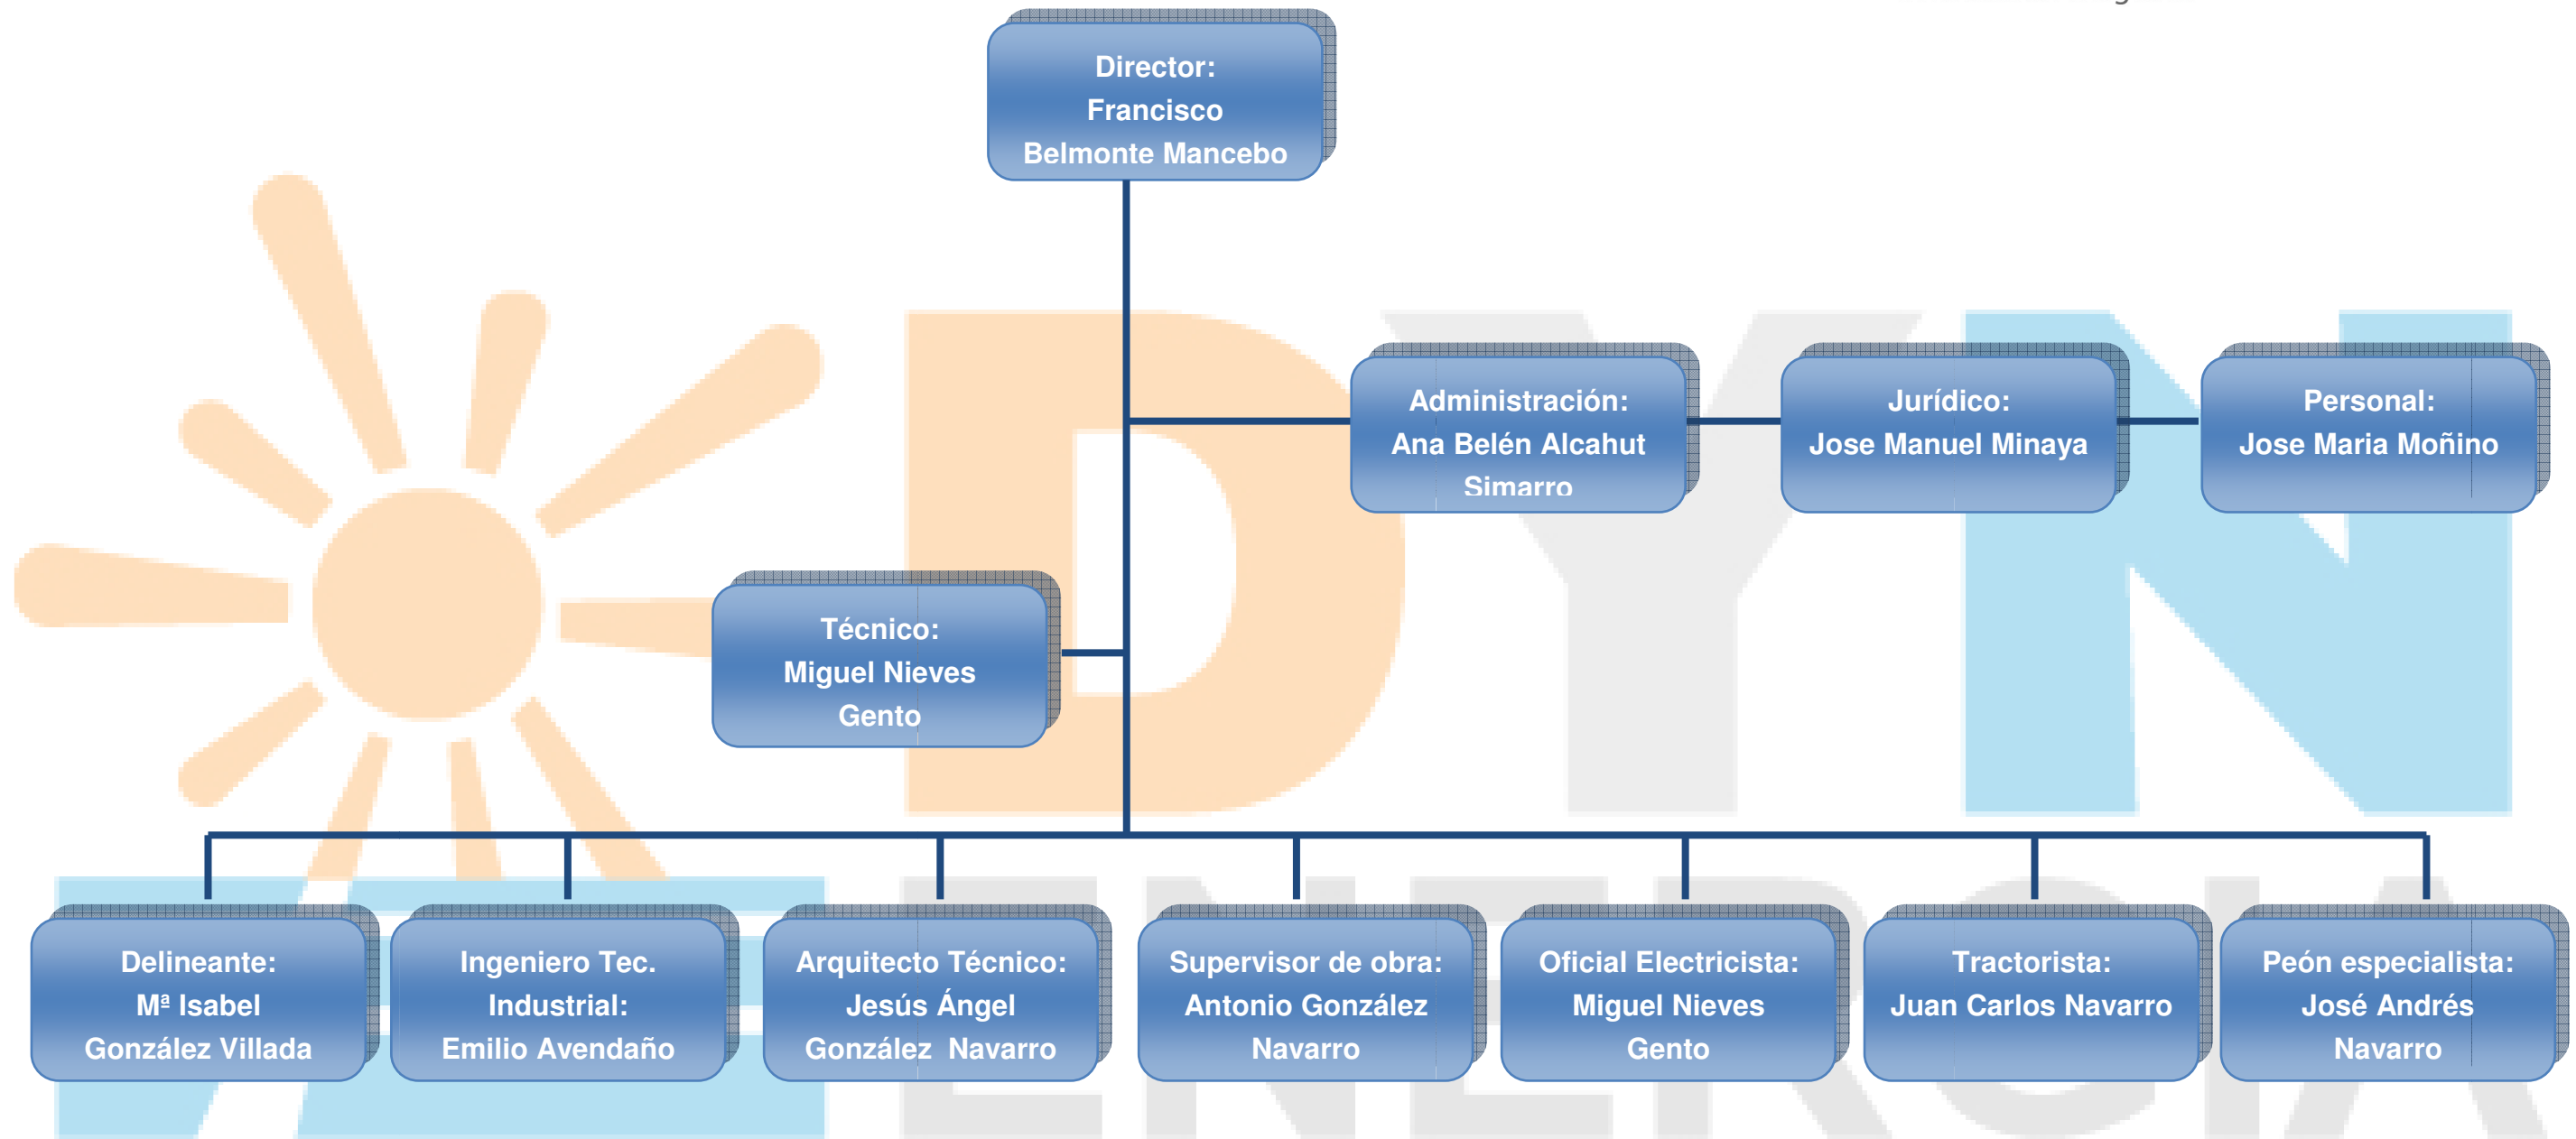 Director:
Francisco
Belmonte Mancebo
Administración:
Ana Belén Alcahut
Simarro
Jurídico:
Jose Manuel Minaya
Personal:
Jose Maria Moñino
Técnico:
Miguel Nieves
Gento
Delineante:
Mª Isabel
González Villada
Ingeniero Tec.
Industrial:
Emilio Avendaño
Arquitecto Técnico:
Jesús Ángel
González Navarro
Supervisor de obra:
Antonio González
Navarro
Oficial Electricista:
Miguel Nieves
Gento
Tractorista:
Juan Carlos Navarro
Peón especialista:
José Andrés
Navarro
DYN
ENERGIA